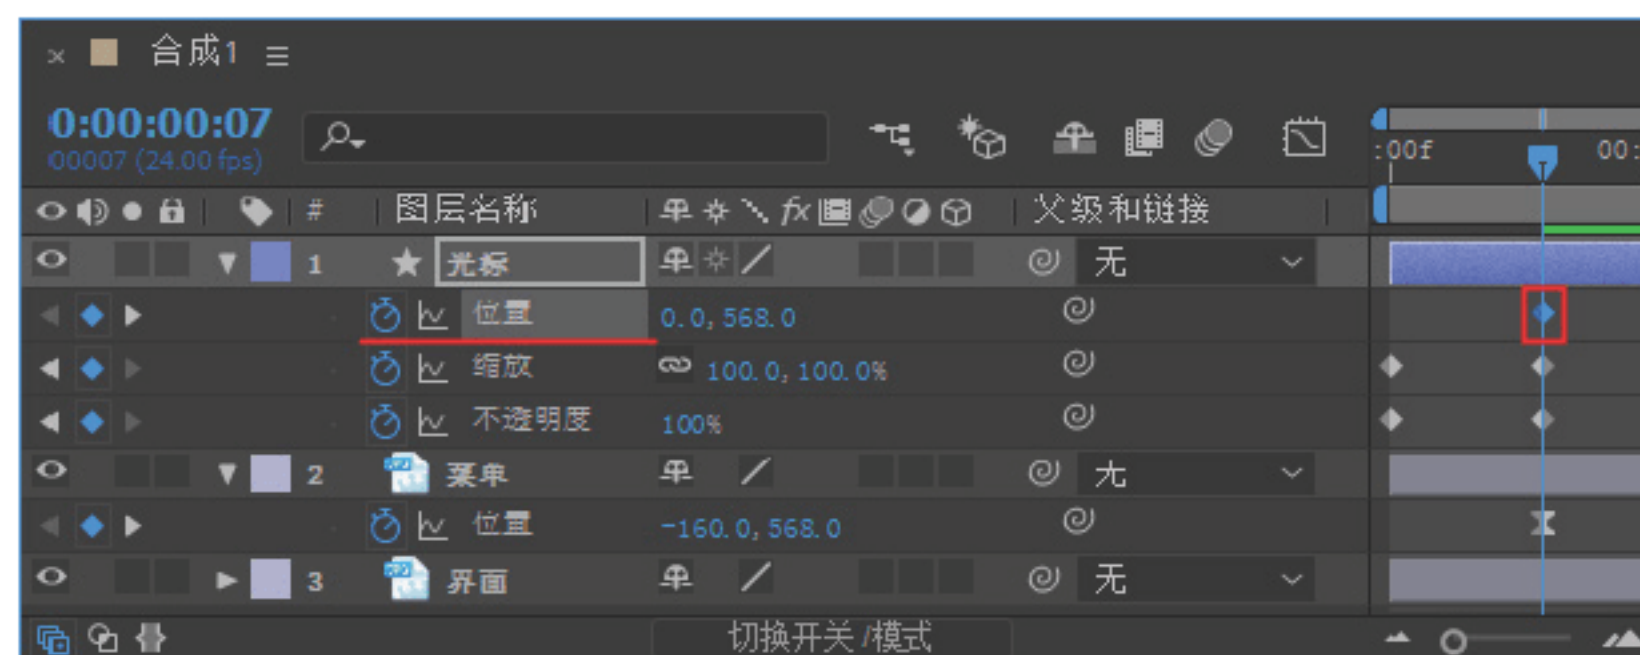 合成1
0:00:00:07
00007 (24.00 fps)
:00f
00:
# 图层名称 fx 父级和链接
1 光标 无
位置 0.0, 568.0
缩放 100.0, 100.0%
不透明度 100%
2 菜单 无
位置 -160.0, 568.0
3 界面 无
切换开关/模式